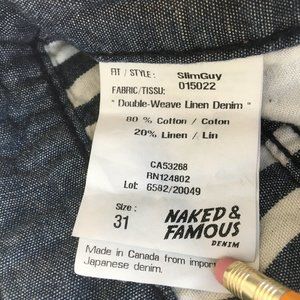 FIT / STYLE : SlimGuy
FABRIC/TISSU: 015022
" Double-Weave Linen Denim "
80 % Cotton / Coton
20% Linen / Lin
CA53268
RN124802
Lot: 6582/20049
Size :
31
NAKED &
FAMOUS
DENIM
Made in Canada from
Japanese denim.